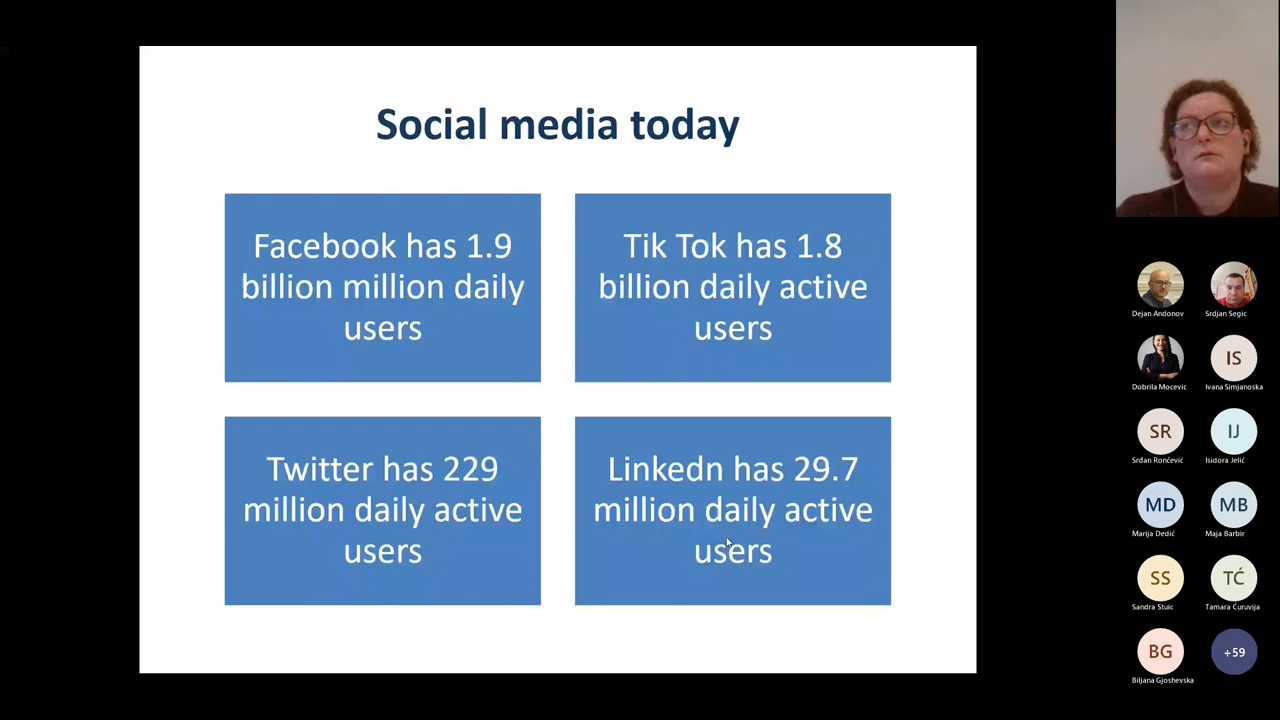 Social media today
Facebook has 1.9
billion million daily
users
Tik Tok has 1.8
billion daily active
users
Twitter has 229
million daily active
users
Linkedn has 29.7
million daily active
users
Dejan Andonov
Srdjan Segic
Dobrila Mocevic
IS
Ivana Simjanoska
SR
Srđan Rončević
IJ
Isidora Jelić
MD
Marija Dedić
MB
Maja Barbir
SS
Sandra Stuic
TĆ
Tamara Ćuruvija
BG
Biljana Gjoshevska
+59